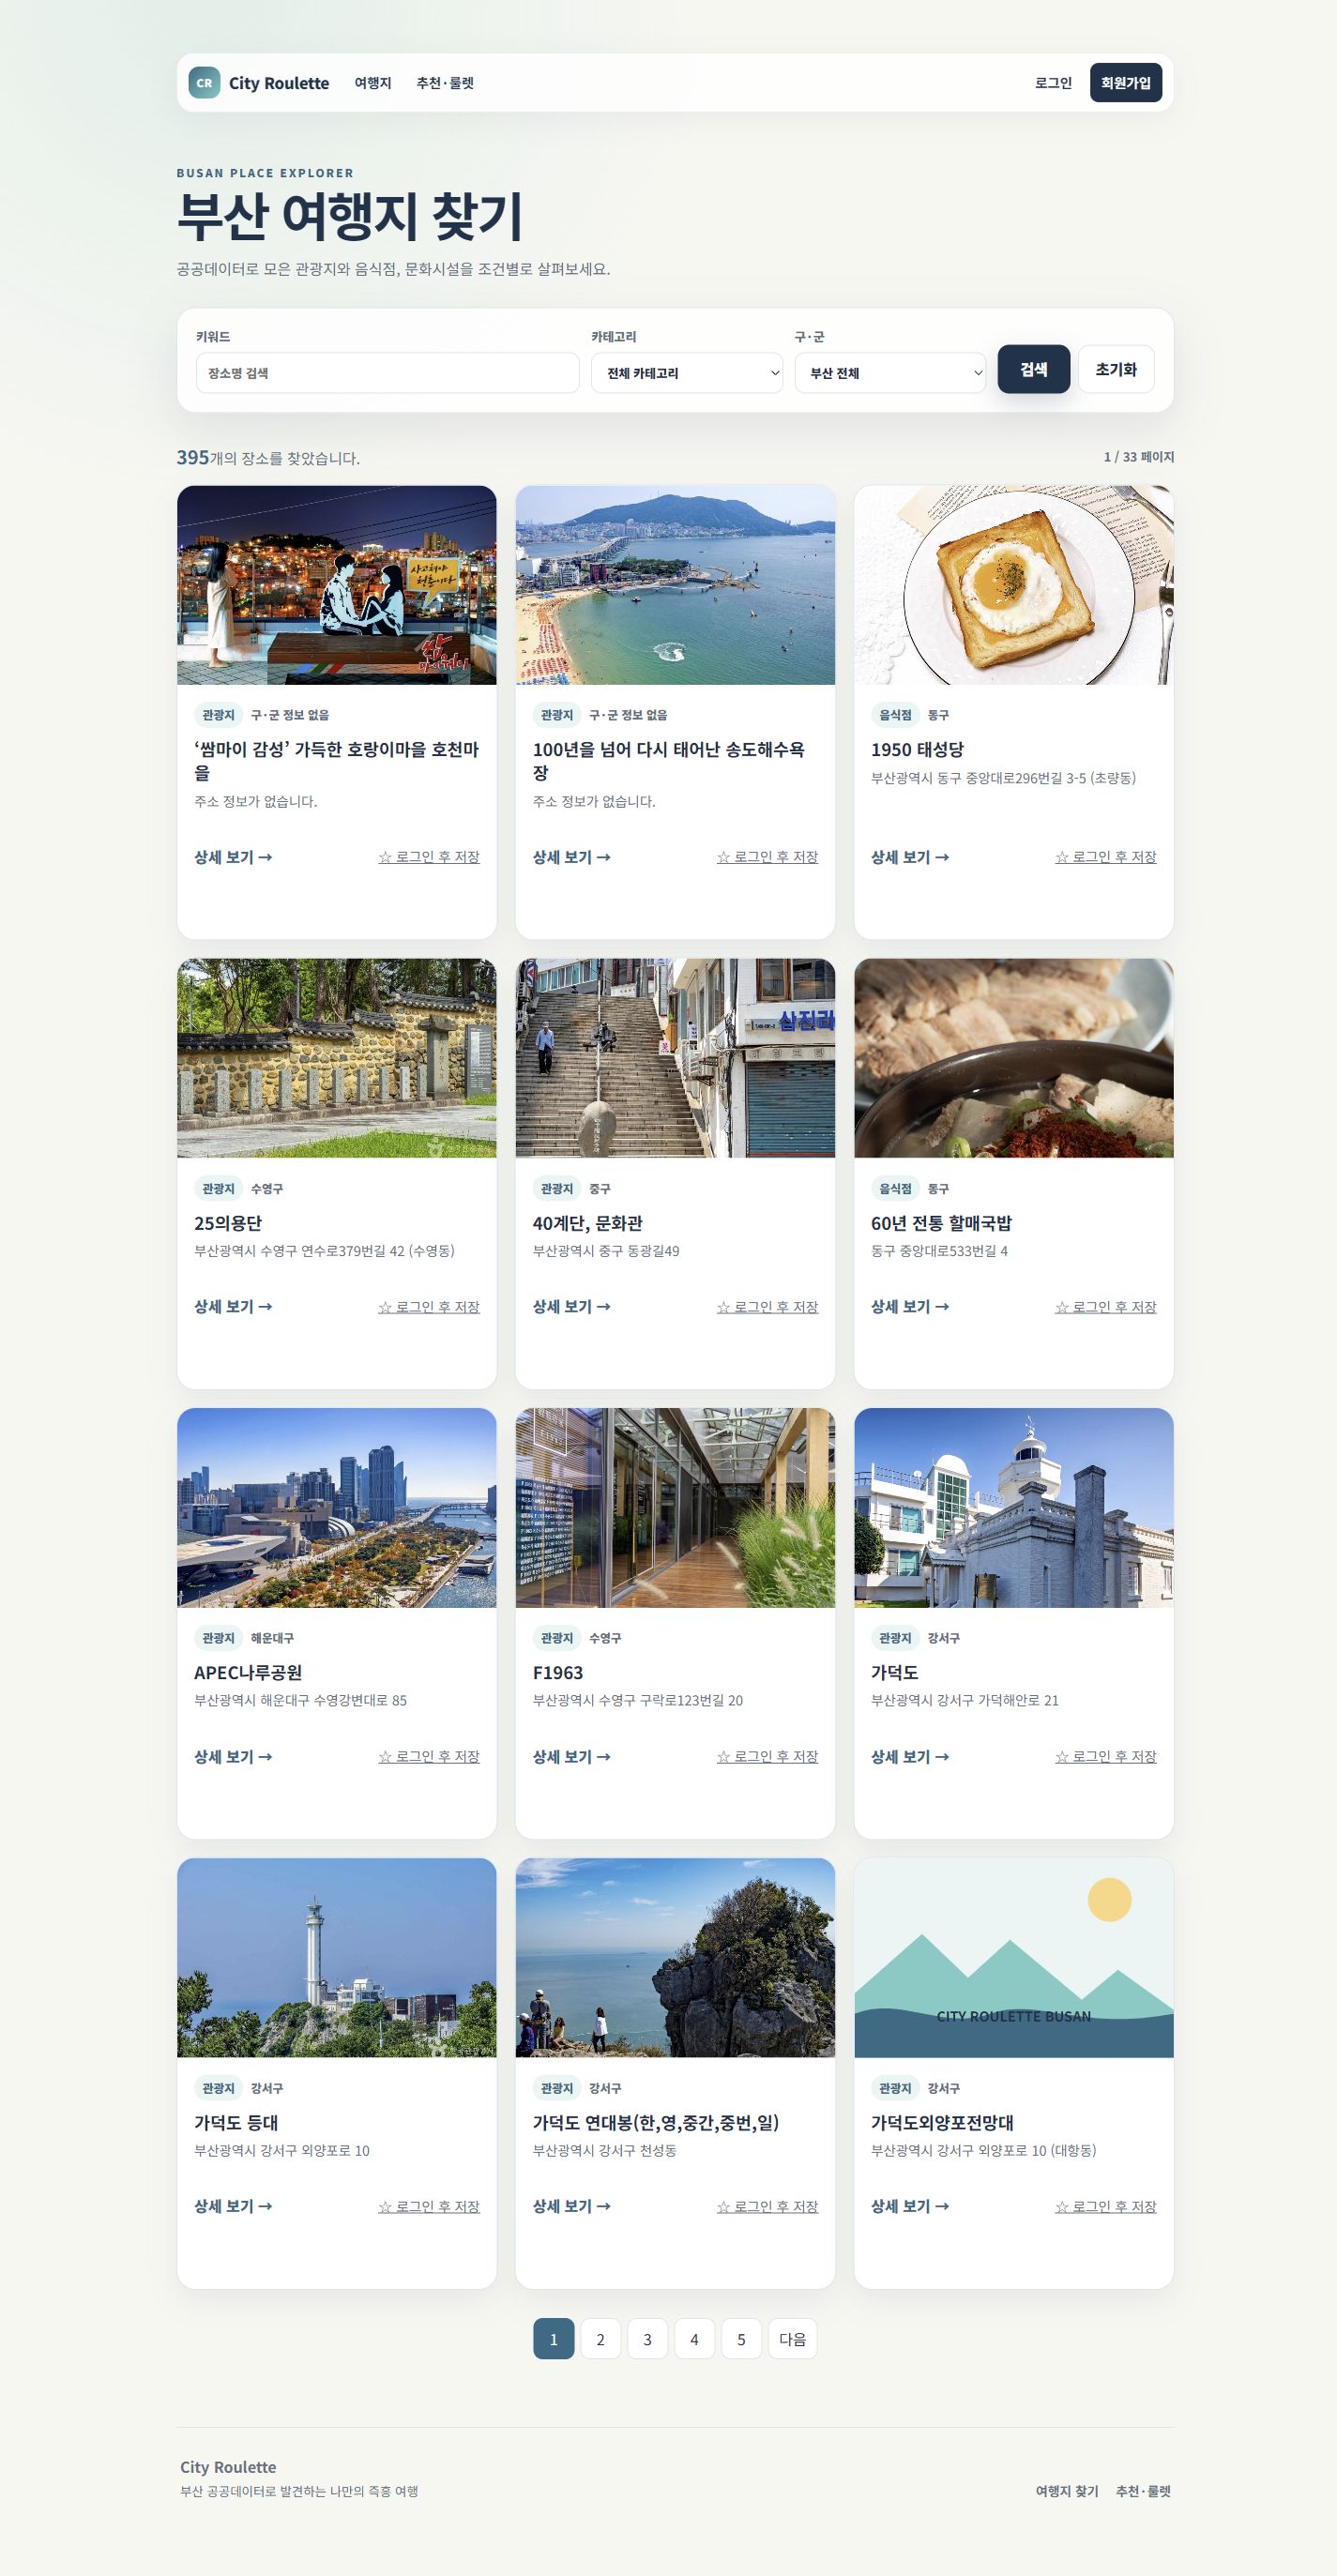 CR City Roulette 여행지 추천·룰렛 로그인 회원가입
BUSAN PLACE EXPLORER
부산 여행지 찾기
공공데이터로 모은 관광지와 음식점, 문화시설을 조건별로 살펴보세요.
키워드 카테고리 구·군
장소명 검색 전체 카테고리 부산 전체 검색 초기화
395개의 장소를 찾았습니다. 1 / 33 페이지
사고쳐야
청춘이다
쌈
마이웨이
관광지 구·군 정보 없음
‘쌈마이 감성’ 가득한 호랑이마을 호천마
을
주소 정보가 없습니다.
상세 보기 → ☆ 로그인 후 저장
관광지 구·군 정보 없음
100년을 넘어 다시 태어난 송도해수욕
장
주소 정보가 없습니다.
상세 보기 → ☆ 로그인 후 저장
음식점 동구
1950 태성당
부산광역시 동구 중앙대로296번길 3-5 (초량동)
상세 보기 → ☆ 로그인 후 저장
관광지 수영구
25의용단
부산광역시 수영구 연수로379번길 42 (수영동)
상세 보기 → ☆ 로그인 후 저장
삼진
관광지 중구
40계단, 문화관
부산광역시 중구 동광길49
상세 보기 → ☆ 로그인 후 저장
음식점 동구
60년 전통 할매국밥
동구 중앙대로533번길 4
상세 보기 → ☆ 로그인 후 저장
관광지 해운대구
APEC나루공원
부산광역시 해운대구 수영강변대로 85
상세 보기 → ☆ 로그인 후 저장
관광지 수영구
F1963
부산광역시 수영구 구락로123번길 20
상세 보기 → ☆ 로그인 후 저장
관광지 강서구
가덕도
부산광역시 강서구 가덕해안로 21
상세 보기 → ☆ 로그인 후 저장
관광지 강서구
가덕도 등대
부산광역시 강서구 외양포로 10
상세 보기 → ☆ 로그인 후 저장
관광지 강서구
가덕도 연대봉(한,영,중간,중번,일)
부산광역시 강서구 천성동
상세 보기 → ☆ 로그인 후 저장
CITY ROULETTE BUSAN
관광지 강서구
가덕도외양포전망대
부산광역시 강서구 외양포로 10 (대항동)
상세 보기 → ☆ 로그인 후 저장
1 2 3 4 5 다음
City Roulette
부산 공공데이터로 발견하는 나만의 즉흥 여행 여행지 찾기 추천·룰렛